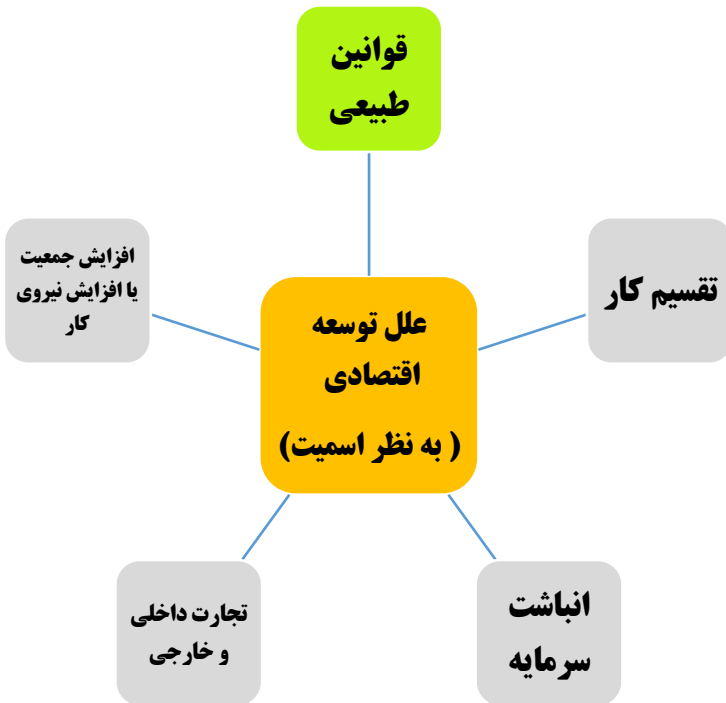 قوانین
طبیعی
تقسیم کار
افزایش جمعیت
یا افزایش نیروی
کار
علل توسعه
اقتصادی
( به نظر اسمیت)
انباشت
سرمایه
تجارت داخلی
و خارجی